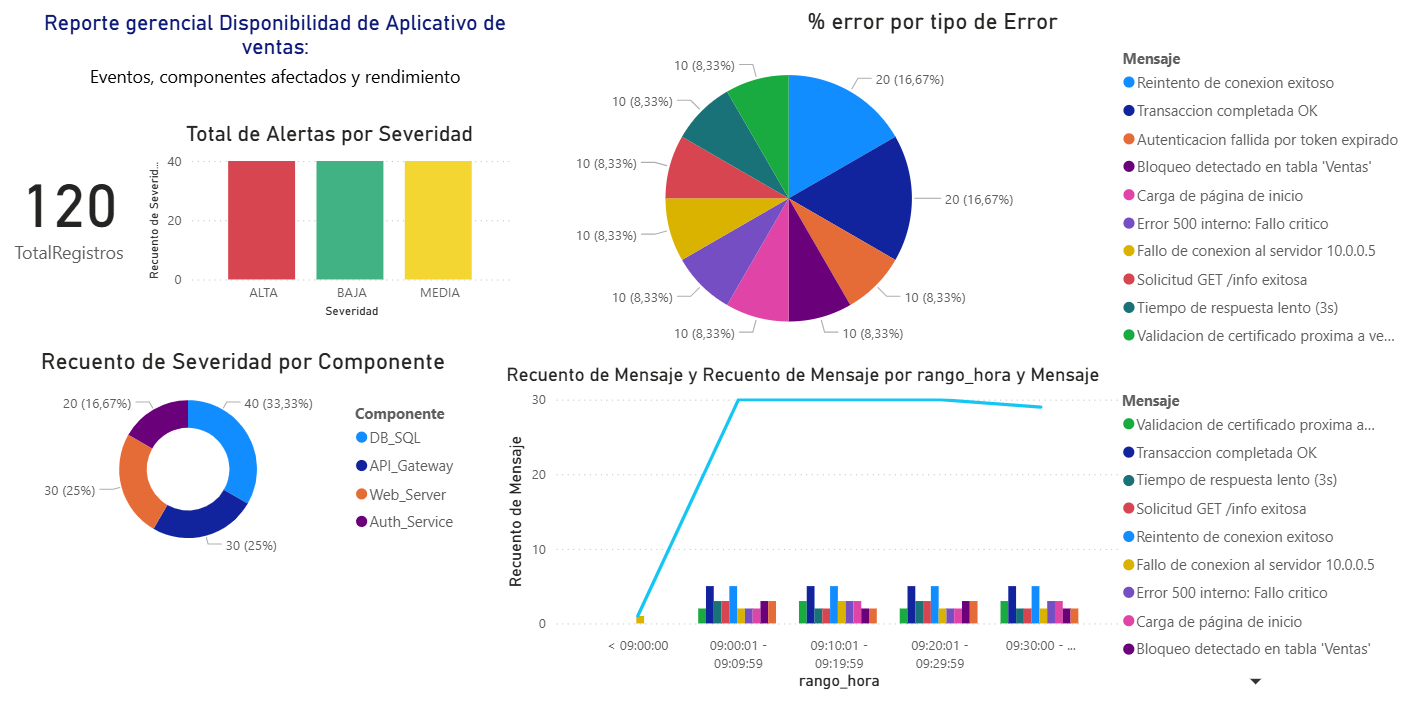 Reporte gerencial Disponibilidad de Aplicativo de
ventas:
Eventos, componentes afectados y rendimiento
120
TotalRegistros
Total de Alertas por Severidad
Recuento de Severid...
40
20
0
ALTA
BAJA
MEDIA
Severidad
% error por tipo de Error
20 (16,67%)
20 (16,67%)
10 (8,33%)
10 (8,33%)
10 (8,33%)
10 (8,33%)
10 (8,33%)
10 (8,33%)
10 (8,33%)
10 (8,33%)
Mensaje
Reintento de conexion exitoso
Transaccion completada OK
Autenticacion fallida por token expirado
Bloqueo detectado en tabla 'Ventas'
Carga de página de inicio
Error 500 interno: Fallo critico
Fallo de conexion al servidor 10.0.0.5
Solicitud GET /info exitosa
Tiempo de respuesta lento (3s)
Validacion de certificado proxima a ve...
Recuento de Severidad por Componente
20 (16,67%)
40 (33,33%)
30 (25%)
30 (25%)
Componente
DB_SQL
API_Gateway
Web_Server
Auth_Service
Recuento de Mensaje y Recuento de Mensaje por rango_hora y Mensaje
Recuento de Mensaje
30
20
10
0
< 09:00:00
09:00:01 -
09:09:59
09:10:01 -
09:19:59
09:20:01 -
09:29:59
09:30:00 - ...
rango_hora
Mensaje
Validacion de certificado proxima a...
Transaccion completada OK
Tiempo de respuesta lento (3s)
Solicitud GET /info exitosa
Reintento de conexion exitoso
Fallo de conexion al servidor 10.0.0.5
Error 500 interno: Fallo critico
Carga de página de inicio
Bloqueo detectado en tabla 'Ventas'